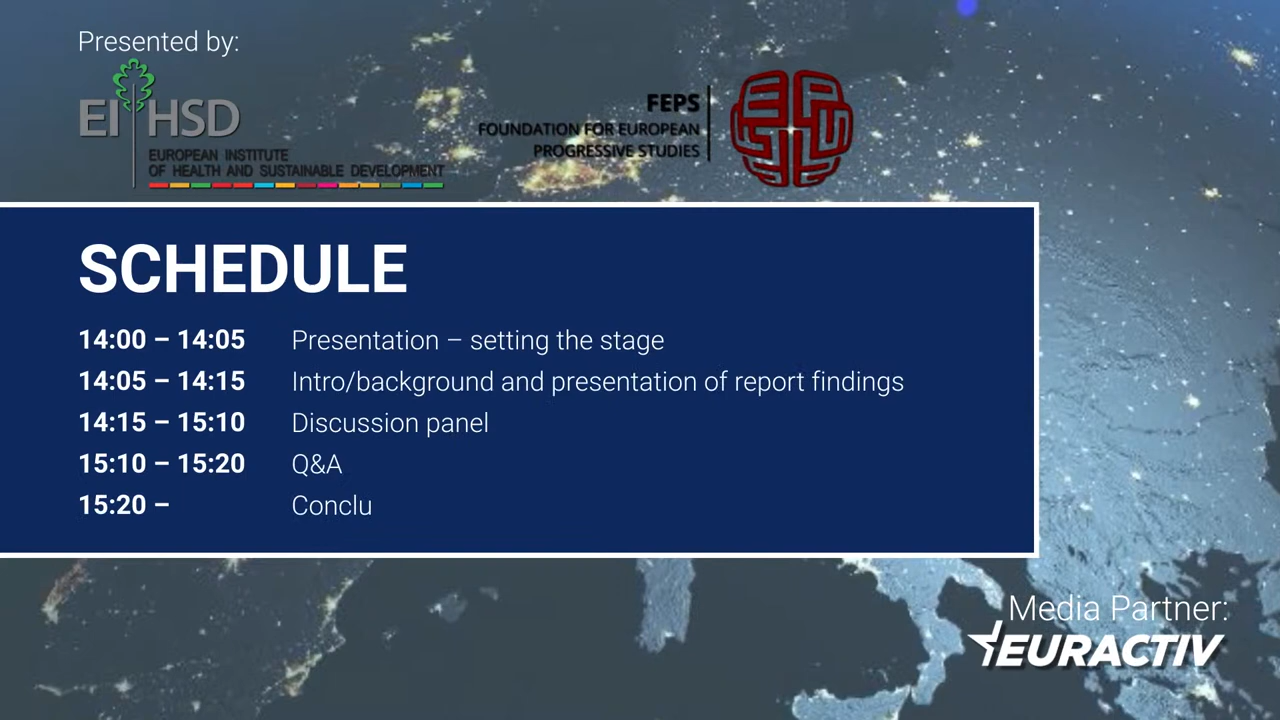 Presented by:
EIHSD
EUROPEAN INSTITUTE
OF HEALTH AND SUSTAINABLE DEVELOPMENT
FEPS
FOUNDATION FOR EUROPEAN
PROGRESSIVE STUDIES
SCHEDULE
14:00 – 14:05 Presentation – setting the stage
14:05 – 14:15 Intro/background and presentation of report findings
14:15 – 15:10 Discussion panel
15:10 – 15:20 Q&A
15:20 – Conclu
Media Partner:
EURACTIV